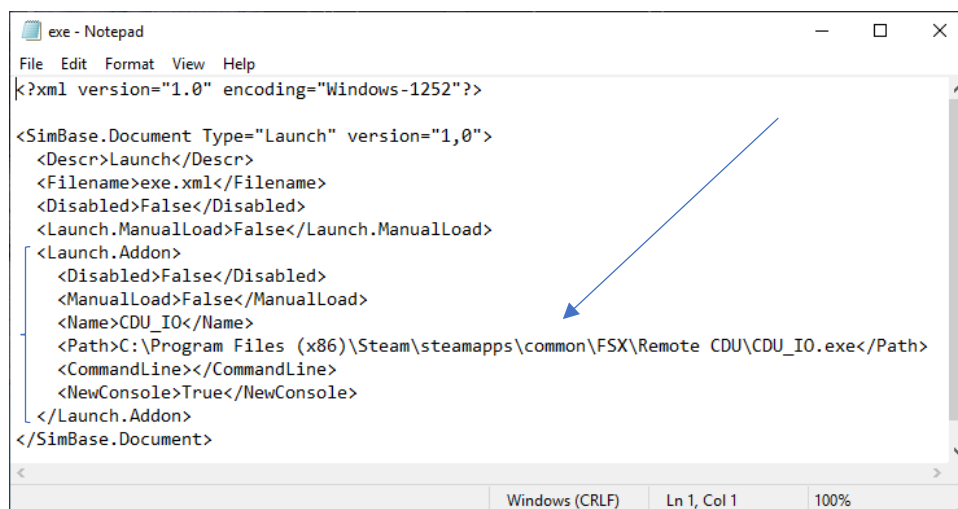 exe - Notepad
File Edit Format View Help
<?xml version="1.0" encoding="Windows-1252"?>
<SimBase.Document Type="Launch" version="1,0">
<Descr>Launch</Descr>
<Filename>exe.xml</Filename>
<Disabled>False</Disabled>
<Launch.ManualLoad>False</Launch.ManualLoad>
<Launch.Addon>
<Disabled>False</Disabled>
<ManualLoad>False</ManualLoad>
<Name>CDU_IO</Name>
<Path>C:\Program Files (x86)\Steam\steamapps\common\FSX\Remote CDU\CDU_IO.exe</Path>
<CommandLine></CommandLine>
<NewConsole>True</NewConsole>
</Launch.Addon>
</SimBase.Document>
Windows (CRLF) Ln 1, Col 1 100%